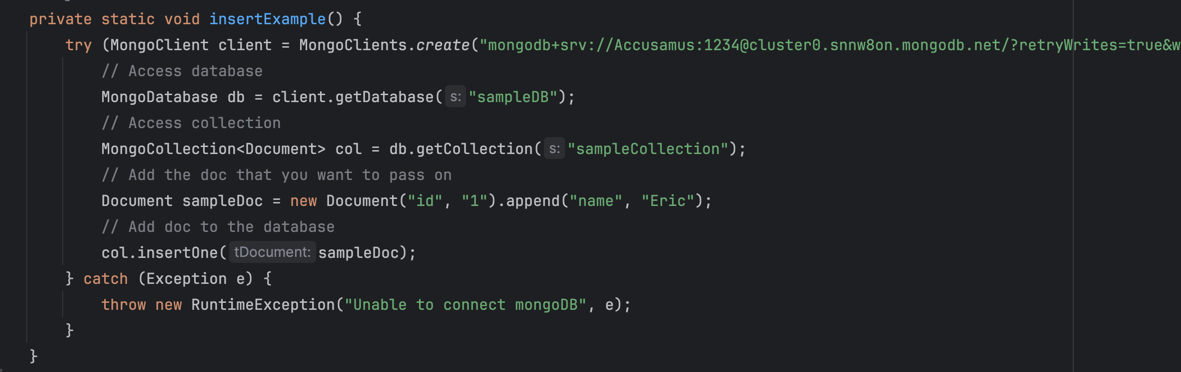 private static void insertExample() {
try (MongoClient client = MongoClients.create("mongodb+srv://Accusamus:1234@cluster0.snnw8on.mongodb.net/?retryWrites=true&w
// Access database
MongoDatabase db = client.getDatabase( s: "sampleDB");
// Access collection
MongoCollection<Document> col = db.getCollection( s: "sampleCollection");
// Add the doc that you want to pass on
Document sampleDoc = new Document("id", "1").append("name", "Eric");
// Add doc to the database
col.insertOne( tDocument: sampleDoc);
} catch (Exception e) {
throw new RuntimeException("Unable to connect mongoDB", e);
}
}